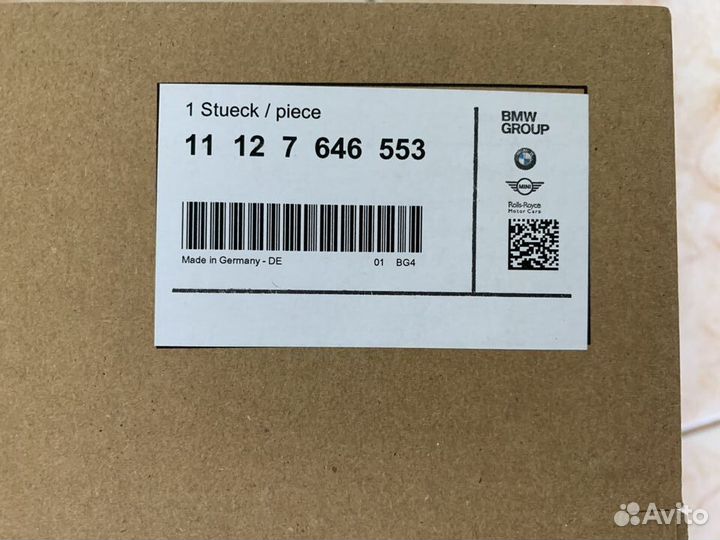 1 Stueck / piece
11 12 7 646 553
Made in Germany - DE 01 BG4
BMW
GROUP
MINI
Rolls-Royce
Motor Cars
Avito